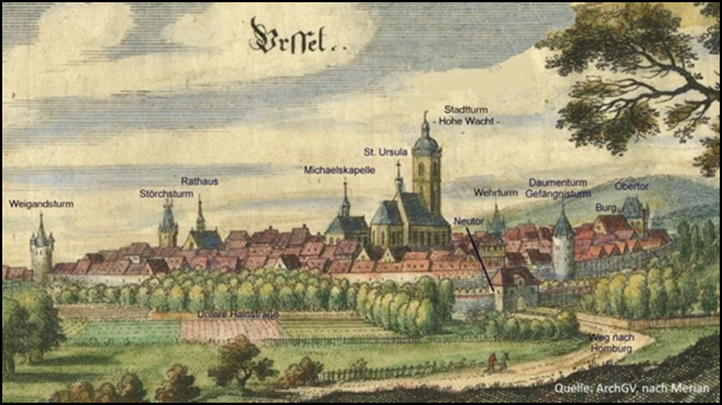 Vrssel..
Stadtturm
- Hohe Wacht -
St. Ursula
Michaelskapelle
Rathaus
Störchsturm
Weigandsturm
Wehrturm
Daumenturm
Gefängnisturm
Obertor
Burg
Neutor
Untere Hainstraße
Weg nach
Homburg
Quelle: ArchGV, nach Merian